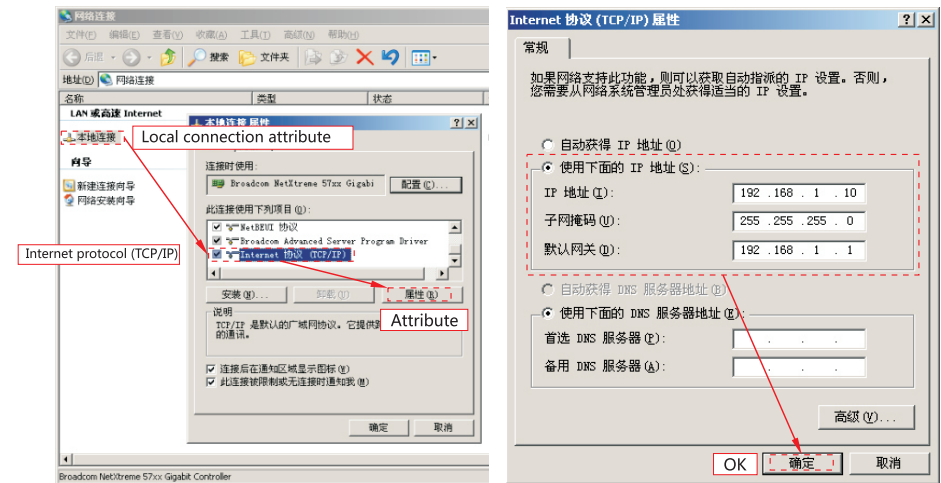 网络连接
文件(F) 编辑(E) 查看(V) 收藏(A) 工具(T) 高级(N) 帮助(H)
后退 搜索 文件夹
地址(D) 网络连接
名称 类型 状态
LAN 或高速 Internet
本地连接
向导
新建连接向导
网络安装向导
Local connection attribute
Internet protocol (TCP/IP)
本地连接 属性
连接时使用:
Broadcom NetXtreme 57xx Gigabi 配置(C)...
此连接使用下列项目(O):
NetBEUI 协议
Broadcom Advanced Server Program Driver
Internet 协议 (TCP/IP)
安装(N)... 卸载(U) 属性(R)
Attribute
说明
TCP/IP 是默认的广域网协议。它提供
的通讯。
连接后在通知区域显示图标(W)
此连接被限制或无连接时通知我(M)
确定 取消
Broadcom NetXtreme 57xx Gigabit Controller
Internet 协议 (TCP/IP) 属性
常规
如果网络支持此功能，则可以获取自动指派的 IP 设置。否则，
您需要从网络系统管理员处获得适当的 IP 设置。
自动获得 IP 地址(O)
使用下面的 IP 地址(S):
IP 地址(I): 192 .168 . 1 . 10
子网掩码(U): 255 .255 .255 . 0
默认网关(D): 192 .168 . 1 . 1
自动获得 DNS 服务器地址(B)
使用下面的 DNS 服务器地址(E):
首选 DNS 服务器(P): . . .
备用 DNS 服务器(A): . . .
高级(V)...
OK 确定 取消